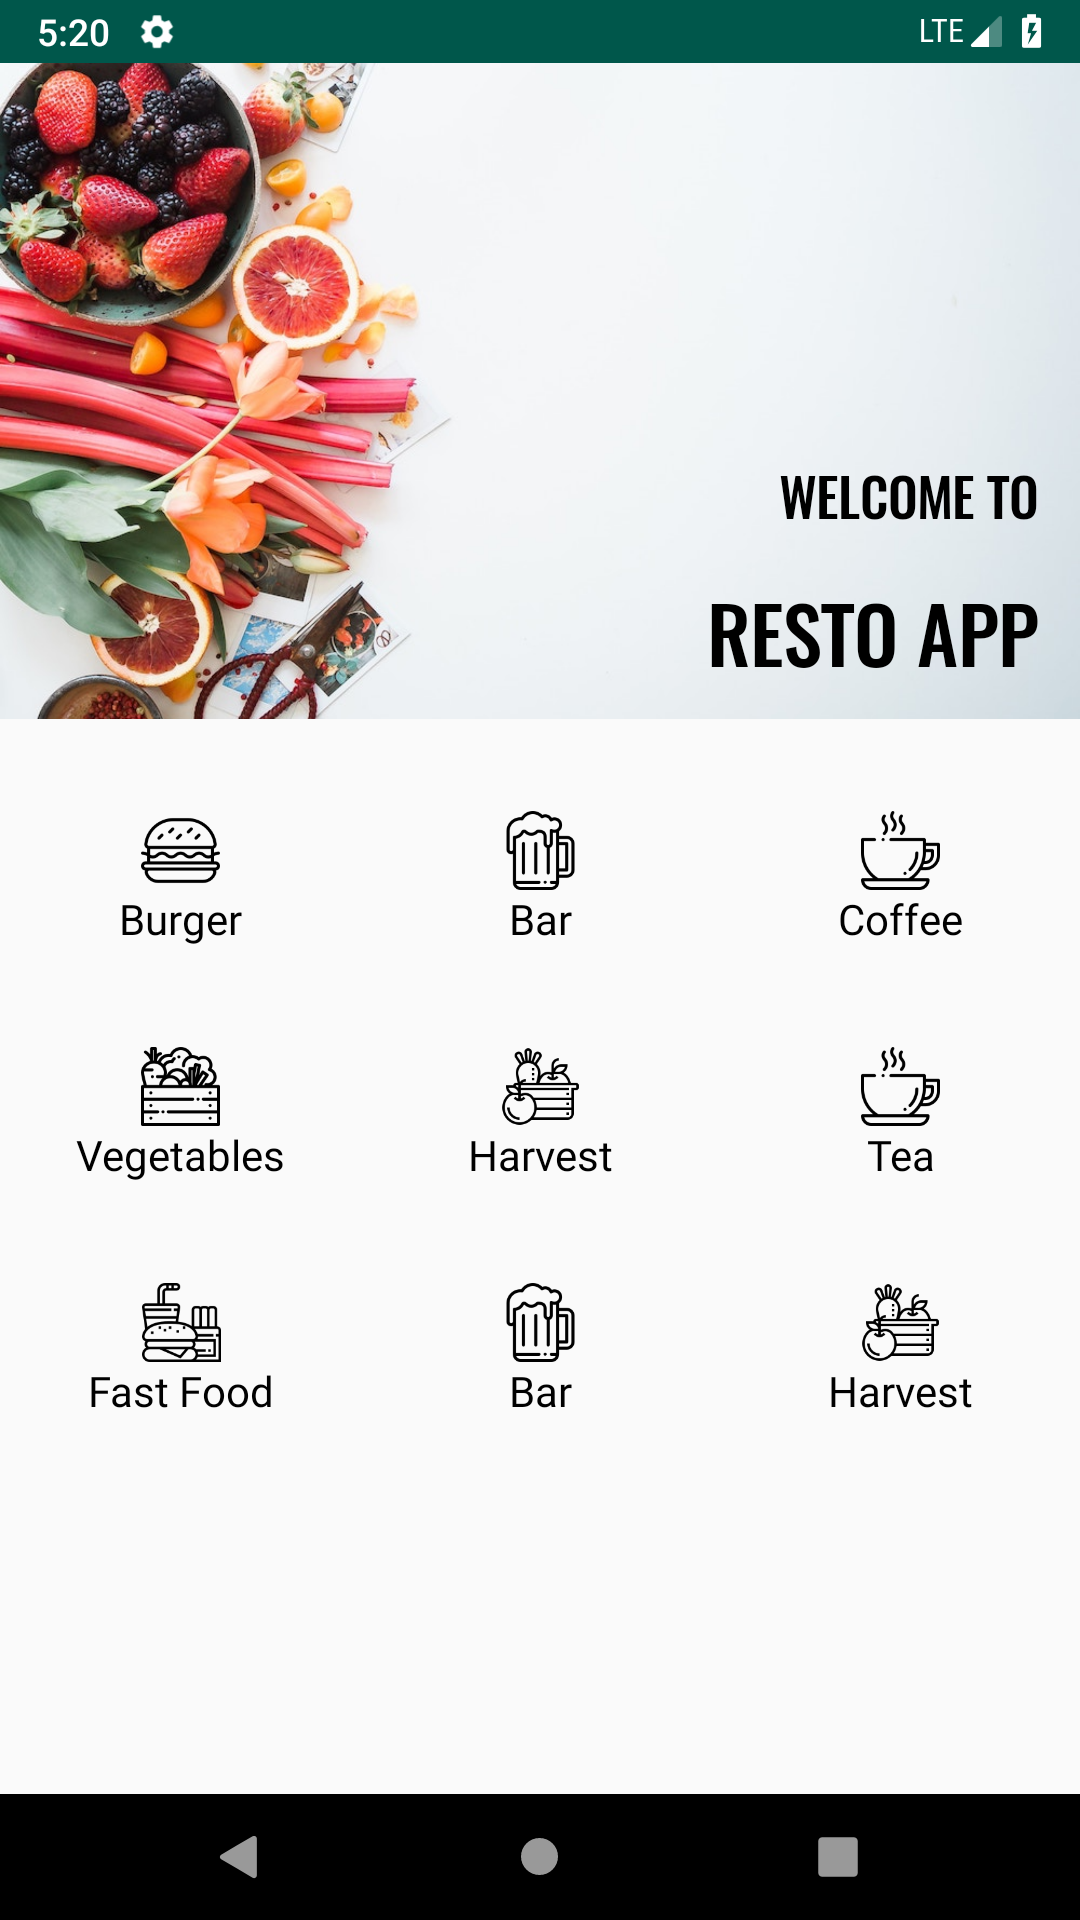 5:20 LTE
WELCOME TO
RESTO APP
Burger Bar Coffee
Vegetables Harvest Tea
Fast Food Bar Harvest